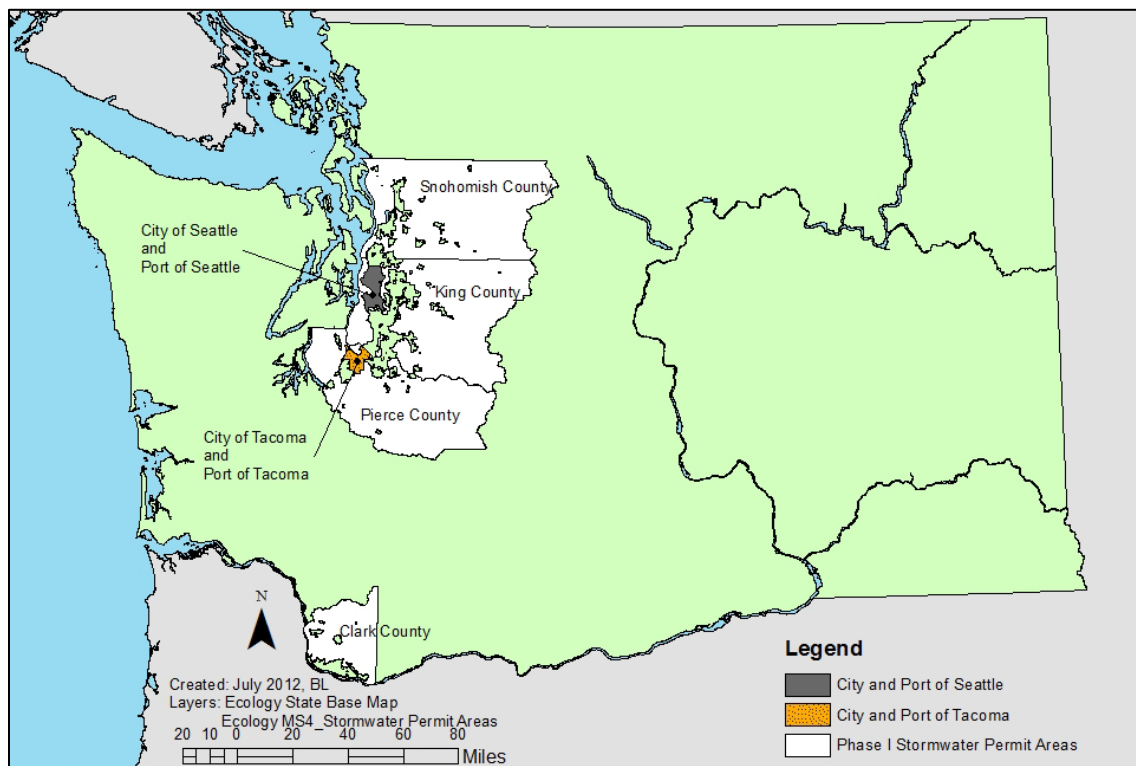 Snohomish County
City of Seattle
and
Port of Seattle
King County
Pierce County
City of Tacoma
and
Port of Tacoma
N
Clark County
Created: July 2012, BL
Layers: Ecology State Base Map
Ecology MS4_Stormwater Permit Areas
20 10 0 20 40 60 80
Miles
Legend
City and Port of Seattle
City and Port of Tacoma
Phase I Stormwater Permit Areas